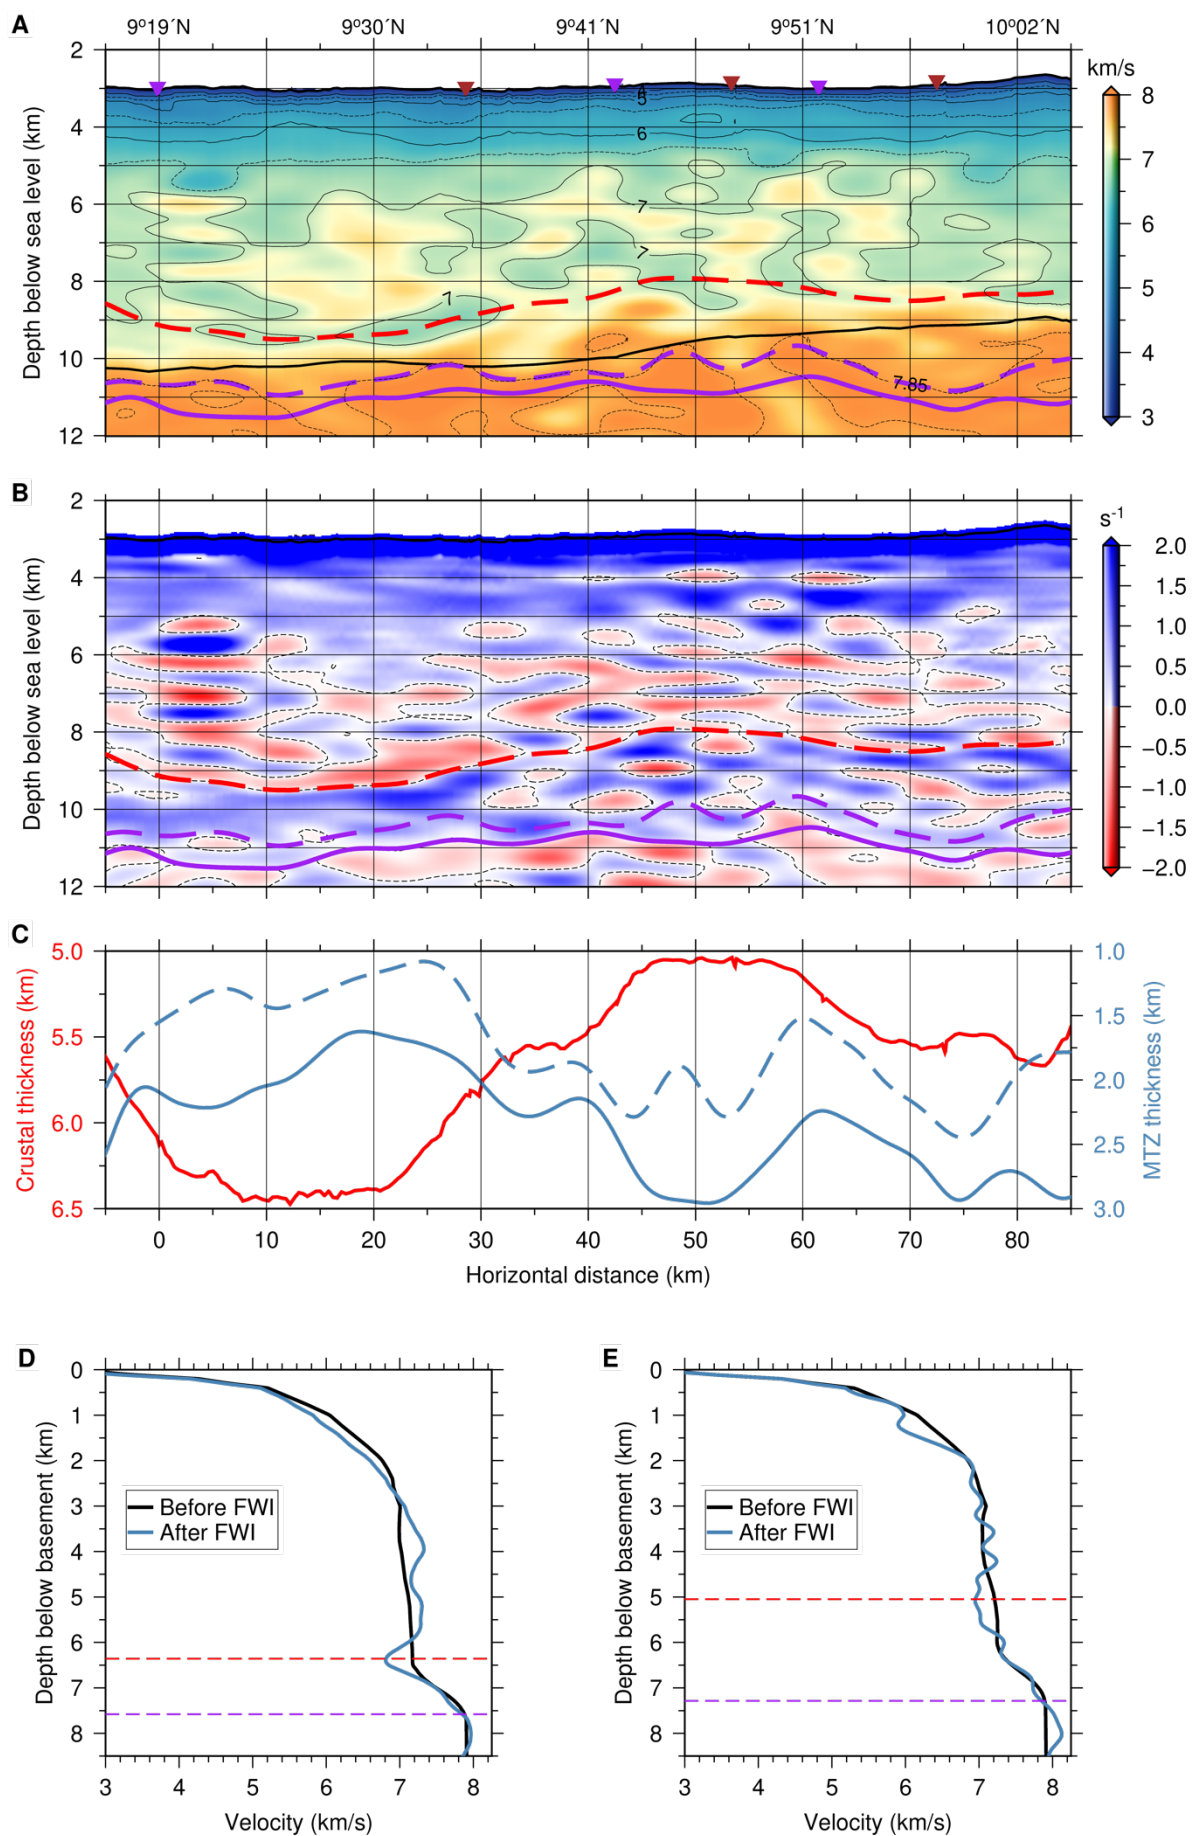 A
9º19´N 9º30´N 9º41´N 9º51´N 10º02´N
2
4
6
8
10
12
Depth below sea level (km)
5
6
7
7
7
7.85
km/s
8
7
6
5
4
3
B
2
4
6
8
10
12
Depth below sea level (km)
s-1
2.0
1.5
1.0
0.5
0.0
−0.5
−1.0
−1.5
−2.0
C
5.0
5.5
6.0
6.5
Crustal thickness (km)
1.0
1.5
2.0
2.5
3.0
MTZ thickness (km)
0 10 20 30 40 50 60 70 80
Horizontal distance (km)
D
0
1
2
3
4
5
6
7
8
Depth below basement (km)
Before FWI
After FWI
3 4 5 6 7 8
Velocity (km/s)
E
0
1
2
3
4
5
6
7
8
Depth below basement (km)
Before FWI
After FWI
3 4 5 6 7 8
Velocity (km/s)